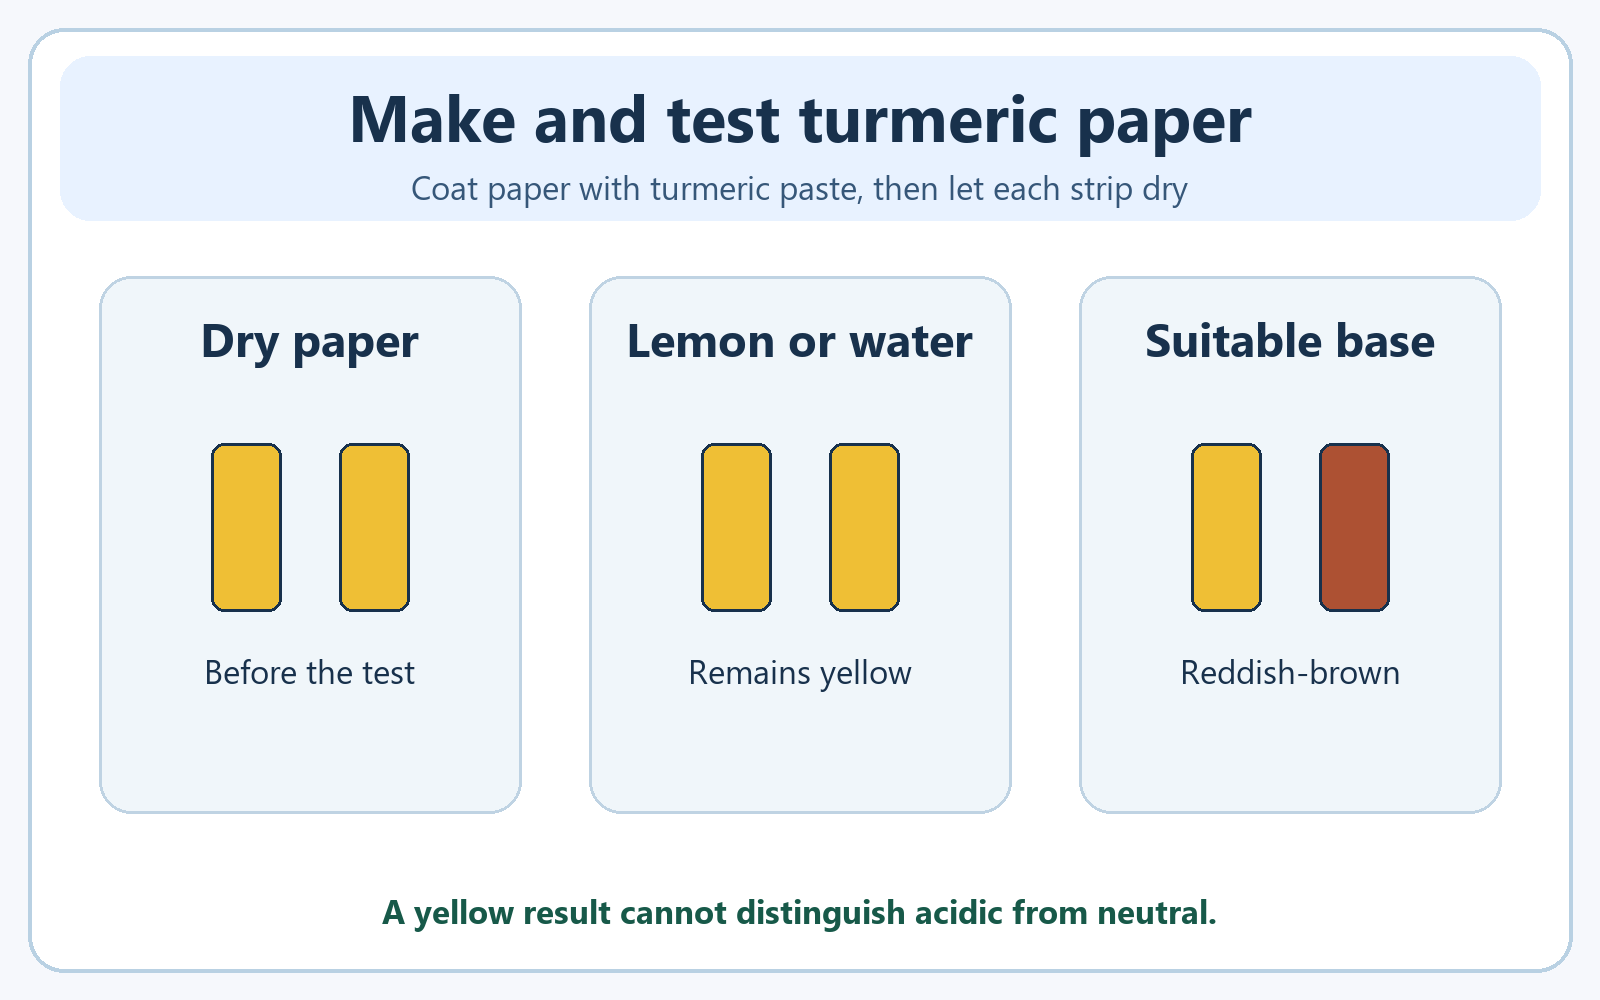 Make and test turmeric paper
Coat paper with turmeric paste, then let each strip dry
Dry paper
Before the test
Lemon or water
Remains yellow
Suitable base
Reddish-brown
A yellow result cannot distinguish acidic from neutral.